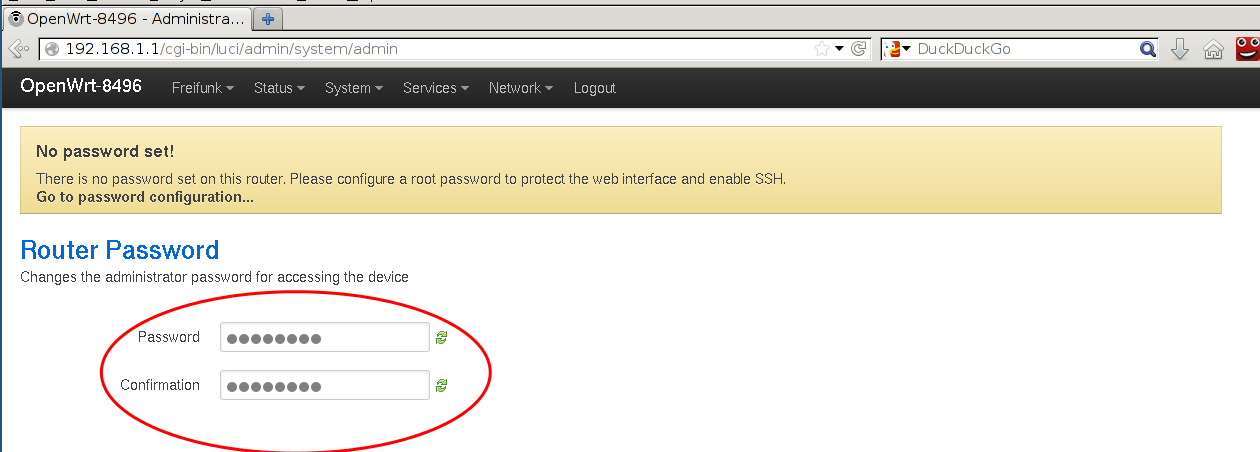 OpenWrt-8496 - Administra...
192.168.1.1/cgi-bin/luci/admin/system/admin
DuckDuckGo
OpenWrt-8496 Freifunk Status System Services Network Logout
No password set!
There is no password set on this router. Please configure a root password to protect the web interface and enable SSH.
Go to password configuration...
Router Password
Changes the administrator password for accessing the device
Password
Confirmation